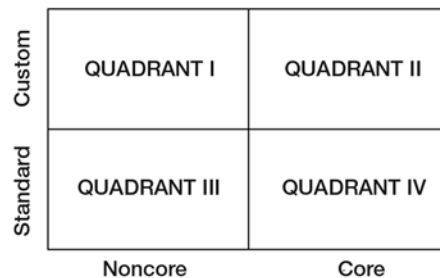 Custom
QUADRANT I
QUADRANT II
Standard
QUADRANT III
QUADRANT IV
Noncore
Core